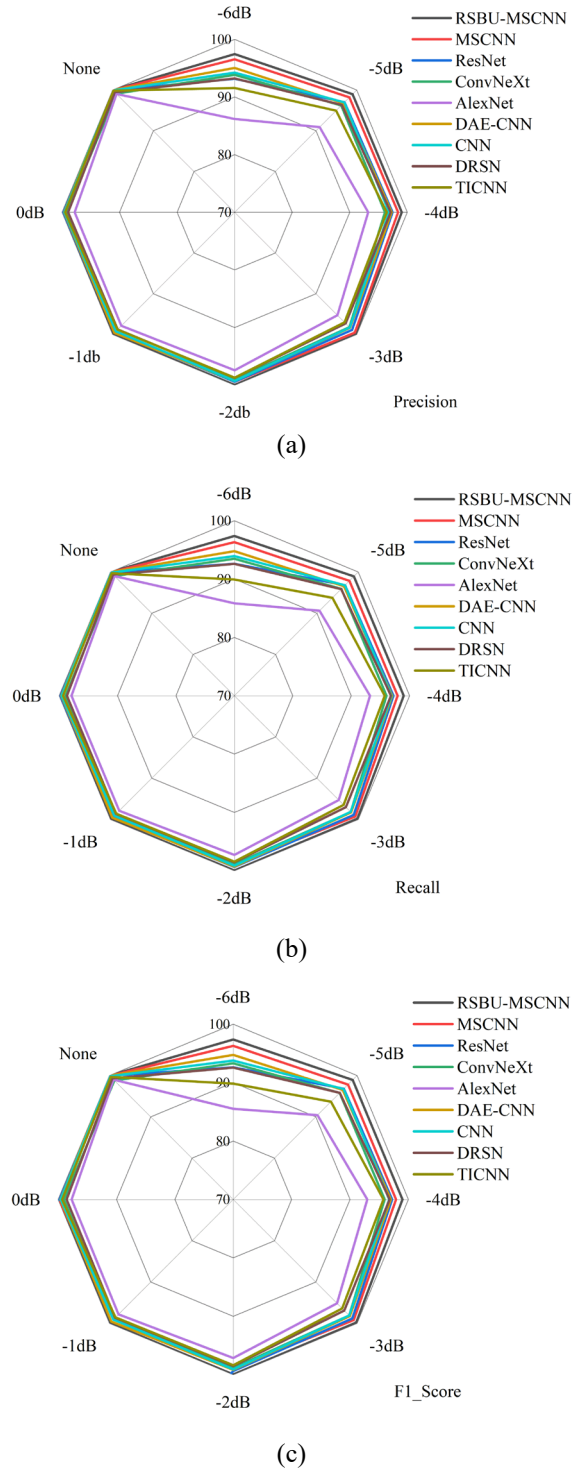 -6dB
100
RSBU-MSCNN
MSCNN
ResNet
ConvNeXt
AlexNet
DAE-CNN
CNN
DRSN
TICNN
None
-5dB
90
80
0dB
70
-4dB
-1db
-3dB
-2db
Precision
(a)
-6dB
100
RSBU-MSCNN
MSCNN
ResNet
ConvNeXt
AlexNet
DAE-CNN
CNN
DRSN
TICNN
None
-5dB
90
80
0dB
70
-4dB
-1dB
-3dB
-2dB
Recall
(b)
-6dB
100
RSBU-MSCNN
MSCNN
ResNet
ConvNeXt
AlexNet
DAE-CNN
CNN
DRSN
TICNN
None
-5dB
90
80
0dB
70
-4dB
-1dB
-3dB
-2dB
F1_Score
(c)